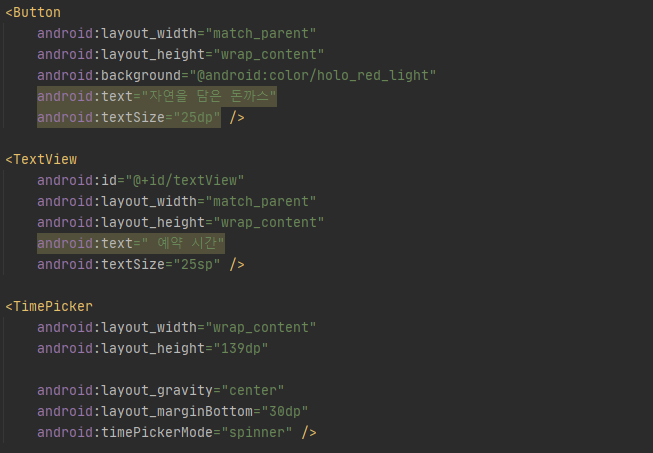 <Button
android:layout_width="match_parent"
android:layout_height="wrap_content"
android:background="@android:color/holo_red_light"
android:text="자연을 담은 돈까스"
android:textSize="25dp" />
<TextView
android:id="@+id/textView"
android:layout_width="match_parent"
android:layout_height="wrap_content"
android:text=" 예약 시간"
android:textSize="25sp" />
<TimePicker
android:layout_width="wrap_content"
android:layout_height="139dp"
android:layout_gravity="center"
android:layout_marginBottom="30dp"
android:timePickerMode="spinner" />